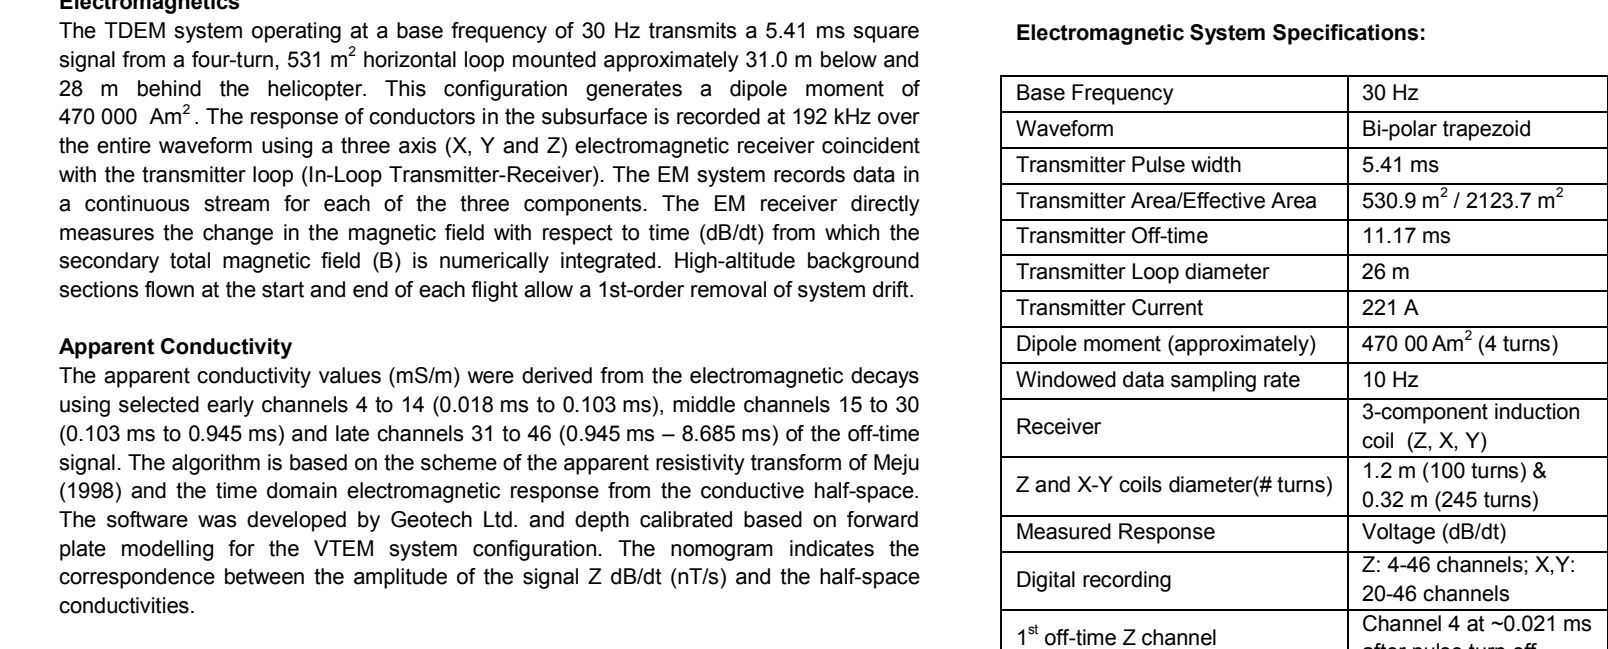 Electromagnetics
The TDEM system operating at a base frequency of 30 Hz transmits a 5.41 ms square
signal from a four-turn, 531 m² horizontal loop mounted approximately 31.0 m below and
28 m behind the helicopter. This configuration generates a dipole moment of
470 000 Am². The response of conductors in the subsurface is recorded at 192 kHz over
the entire waveform using a three axis (X, Y and Z) electromagnetic receiver coincident
with the transmitter loop (In-Loop Transmitter-Receiver). The EM system records data in
a continuous stream for each of the three components. The EM receiver directly
measures the change in the magnetic field with respect to time (dB/dt) from which the
secondary total magnetic field (B) is numerically integrated. High-altitude background
sections flown at the start and end of each flight allow a 1st-order removal of system drift.
Apparent Conductivity
The apparent conductivity values (mS/m) were derived from the electromagnetic decays
using selected early channels 4 to 14 (0.018 ms to 0.103 ms), middle channels 15 to 30
(0.103 ms to 0.945 ms) and late channels 31 to 46 (0.945 ms – 8.685 ms) of the off-time
signal. The algorithm is based on the scheme of the apparent resistivity transform of Meju
(1998) and the time domain electromagnetic response from the conductive half-space.
The software was developed by Geotech Ltd. and depth calibrated based on forward
plate modelling for the VTEM system configuration. The nomogram indicates the
correspondence between the amplitude of the signal Z dB/dt (nT/s) and the half-space
conductivities.
Electromagnetic System Specifications:
Base Frequency 30 Hz
Waveform Bi-polar trapezoid
Transmitter Pulse width 5.41 ms
Transmitter Area/Effective Area 530.9 m² / 2123.7 m²
Transmitter Off-time 11.17 ms
Transmitter Loop diameter 26 m
Transmitter Current 221 A
Dipole moment (approximately) 470 00 Am² (4 turns)
Windowed data sampling rate 10 Hz
Receiver 3-component induction
coil (Z, X, Y)
Z and X-Y coils diameter(# turns) 1.2 m (100 turns) &
0.32 m (245 turns)
Measured Response Voltage (dB/dt)
Digital recording Z: 4-46 channels; X,Y:
20-46 channels
1st off-time Z channel Channel 4 at ~0.021 ms
after pulse turn off